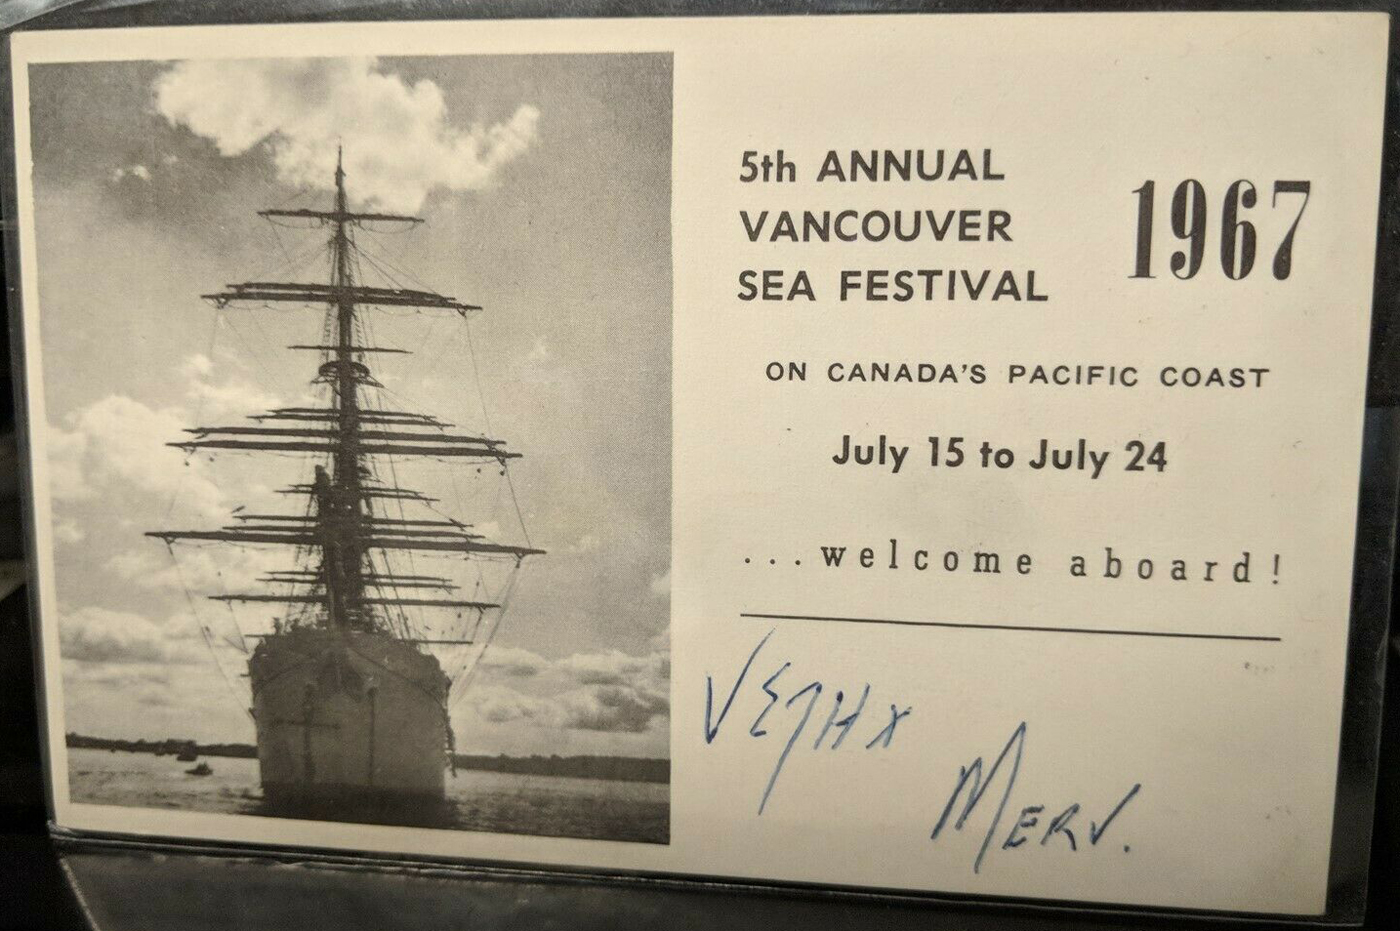 5th ANNUAL
VANCOUVER
SEA FESTIVAL
1967
ON CANADA'S PACIFIC COAST
July 15 to July 24
...welcome aboard!
VE7HX
MERV.